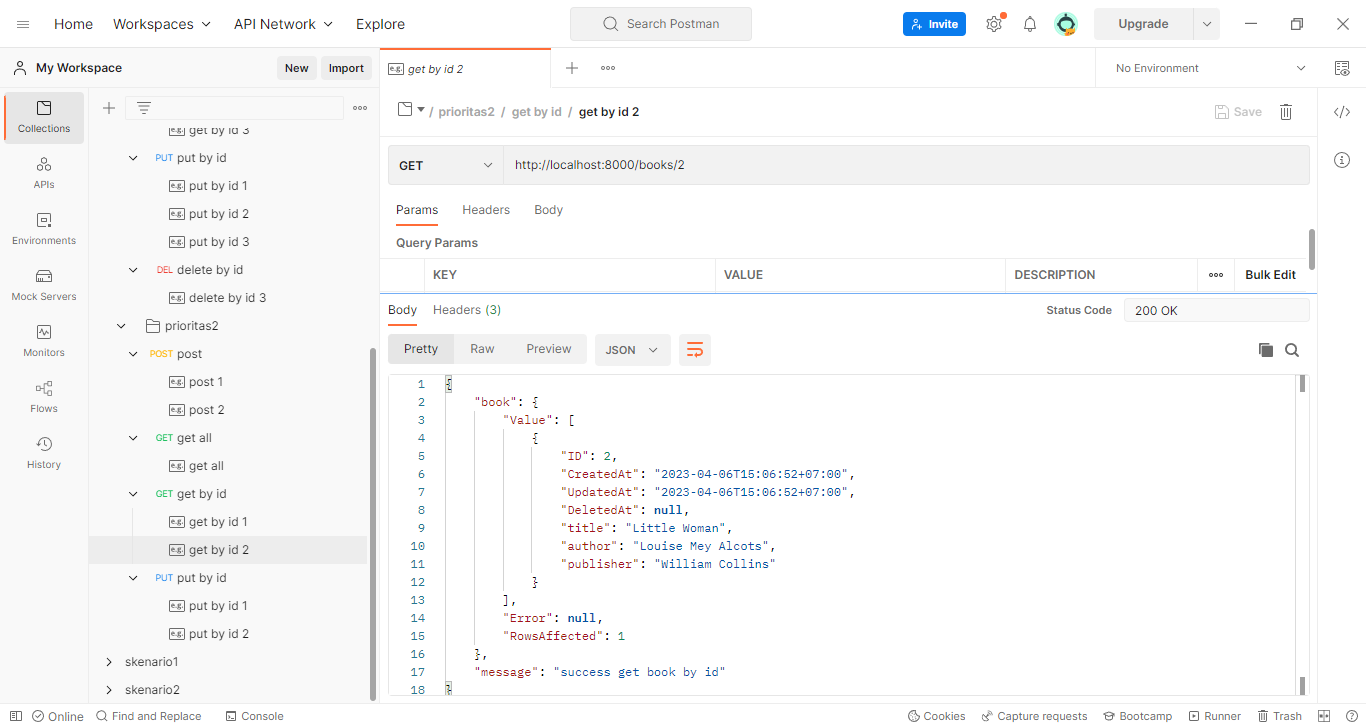 Home Workspaces API Network Explore Search Postman Invite Upgrade
My Workspace New Import e.g. get by id 2 No Environment
Collections
APIs
Environments
Mock Servers
Monitors
Flows
History
e.g. get by id 3
PUT put by id
e.g. put by id 1
e.g. put by id 2
e.g. put by id 3
DEL delete by id
e.g. delete by id 3
prioritas2
POST post
e.g. post 1
e.g. post 2
GET get all
e.g. get all
GET get by id
e.g. get by id 1
e.g. get by id 2
PUT put by id
e.g. put by id 1
e.g. put by id 2
skenario1
skenario2
/ prioritas2 / get by id / get by id 2 Save
GET http://localhost:8000/books/2
Params Headers Body
Query Params
KEY VALUE DESCRIPTION Bulk Edit
Body Headers (3) Status Code 200 OK
Pretty Raw Preview JSON
1 {
2 "book": {
3 "Value": [
4 {
5 "ID": 2,
6 "CreatedAt": "2023-04-06T15:06:52+07:00",
7 "UpdatedAt": "2023-04-06T15:06:52+07:00",
8 "DeletedAt": null,
9 "title": "Little Woman",
10 "author": "Louise Mey Alcots",
11 "publisher": "William Collins"
12 }
13 ],
14 "Error": null,
15 "RowsAffected": 1
16 },
17 "message": "success get book by id"
18 }
Online Find and Replace Console Cookies Capture requests Bootcamp Runner Trash